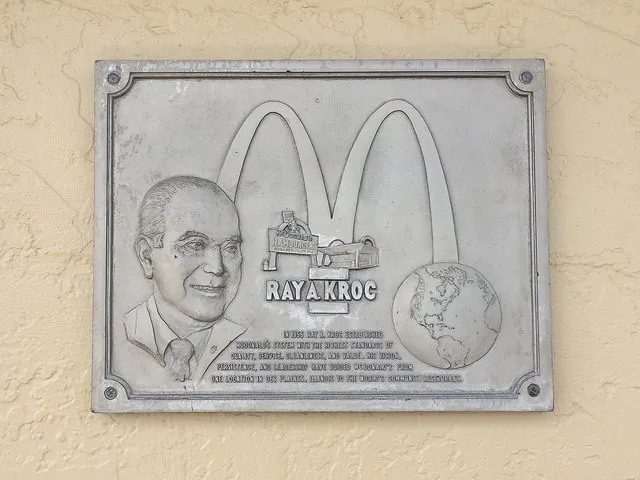 McDONALD'S
HAMBURGERS
RAY A KROC
IN 1955 RAY A. KROC ESTABLISHED
MCDONALD'S SYSTEM WITH THE HIGHEST STANDARDS OF
QUALITY, SERVICE, CLEANLINESS, AND VALUE. HIS VISION,
PERSISTENCE, AND LEADERSHIP HAVE GUIDED MCDONALD'S FROM
ONE LOCATION IN DES PLAINES, ILLINOIS TO THE WORLD'S COMMUNITY RESTAURANT.